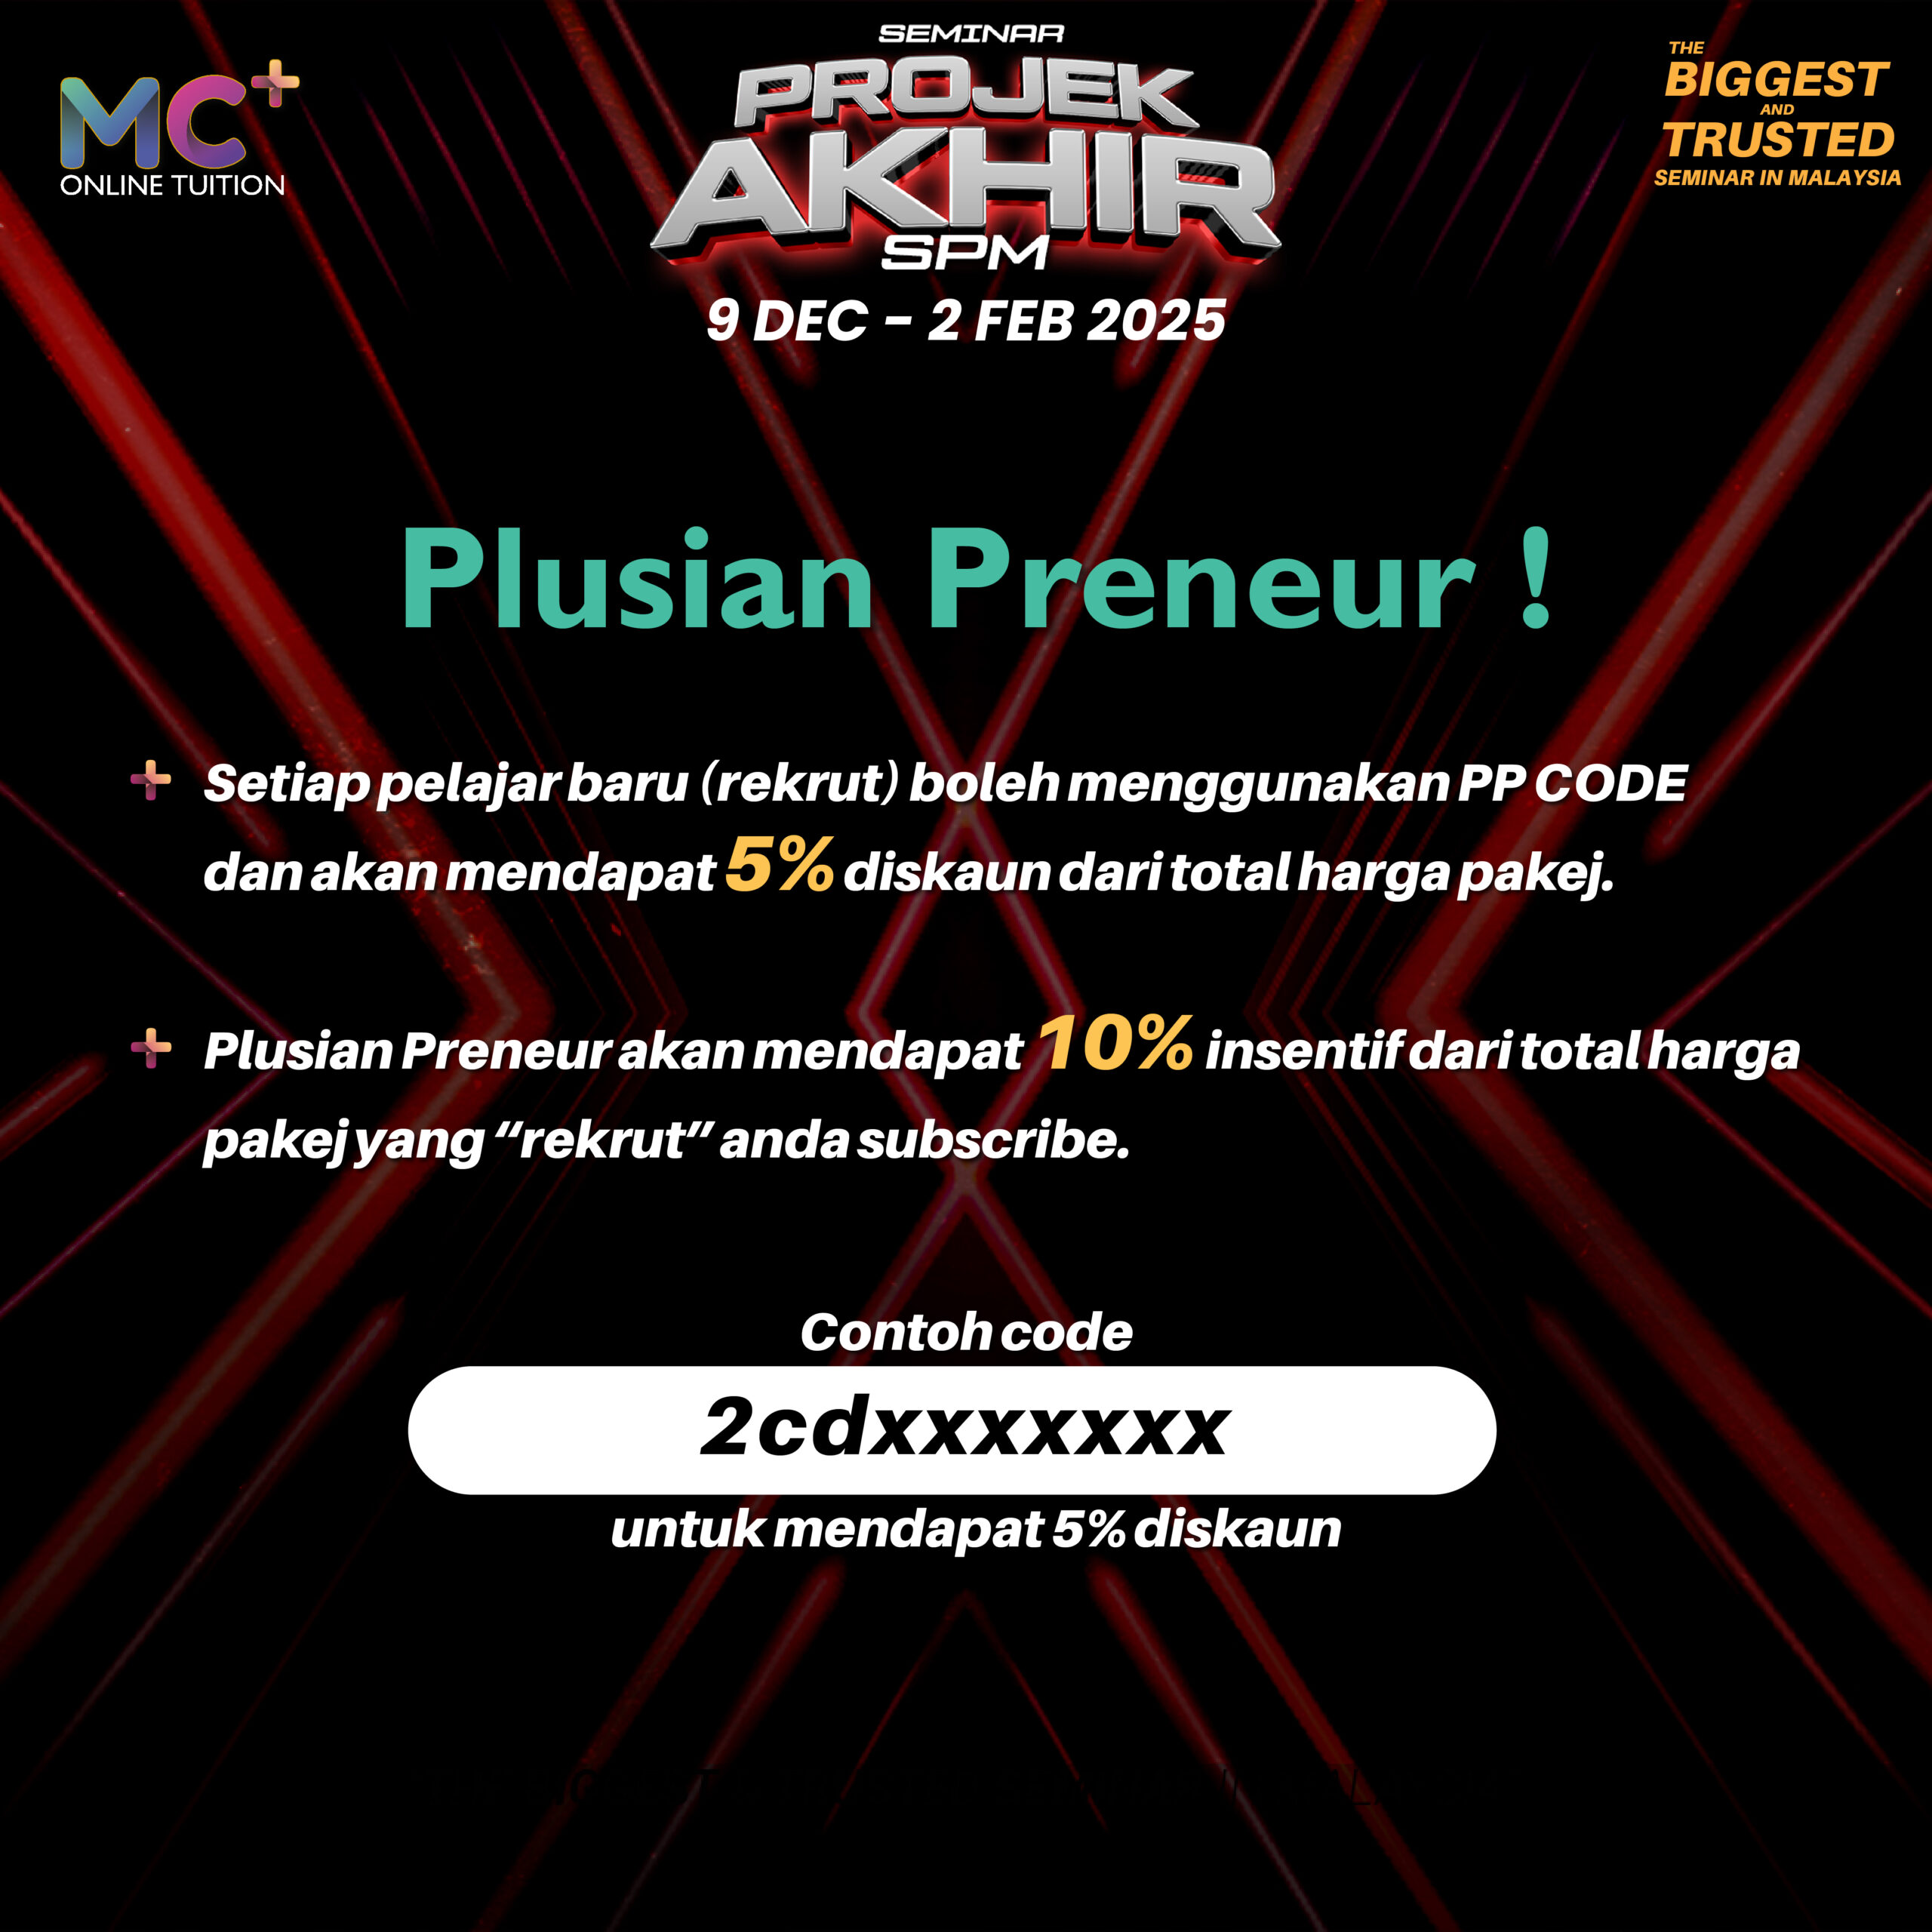 MC+
ONLINE TUITION
SEMINAR
PROJEK
AKHIR
SPM
9 DEC - 2 FEB 2025
THE
BIGGEST
AND
TRUSTED
SEMINAR IN MALAYSIA
Plusian Preneur !
Setiap pelajar baru (rekrut) boleh menggunakan PP CODE
dan akan mendapat 5% diskaun dari total harga pakej.
Plusian Preneur akan mendapat 10% insentif dari total harga
pakej yang “rekrut” anda subscribe.
Contoh code
2cdxxxxxxx
untuk mendapat 5% diskaun